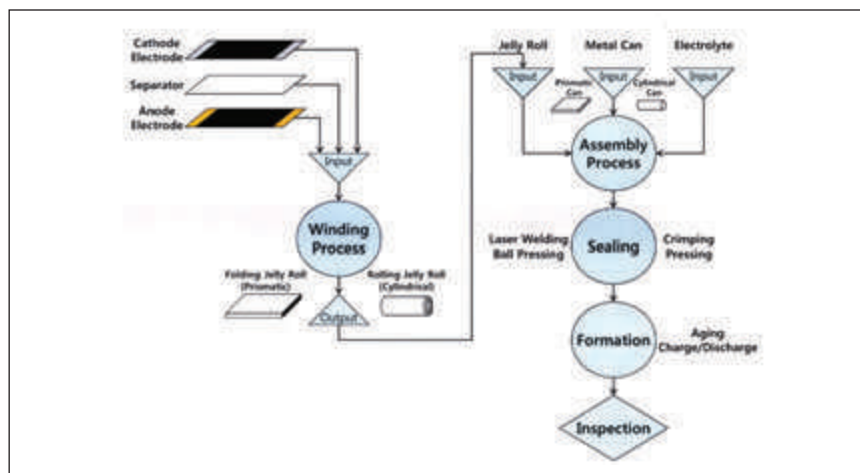 Cathode
Electrode
Separator
Anode
Electrode
Input
Winding
Process
Folding Jelly Roll
(Prismatic)
Rolling Jelly Roll
(Cylindrical)
Output
Jelly Roll
Metal Can
Electrolyte
Input
Input
Input
Prismatic
Can
Cylindrical
Can
Assembly
Process
Laser Welding
Ball Pressing
Sealing
Crimping
Pressing
Formation
Aging
Charge/Discharge
Inspection